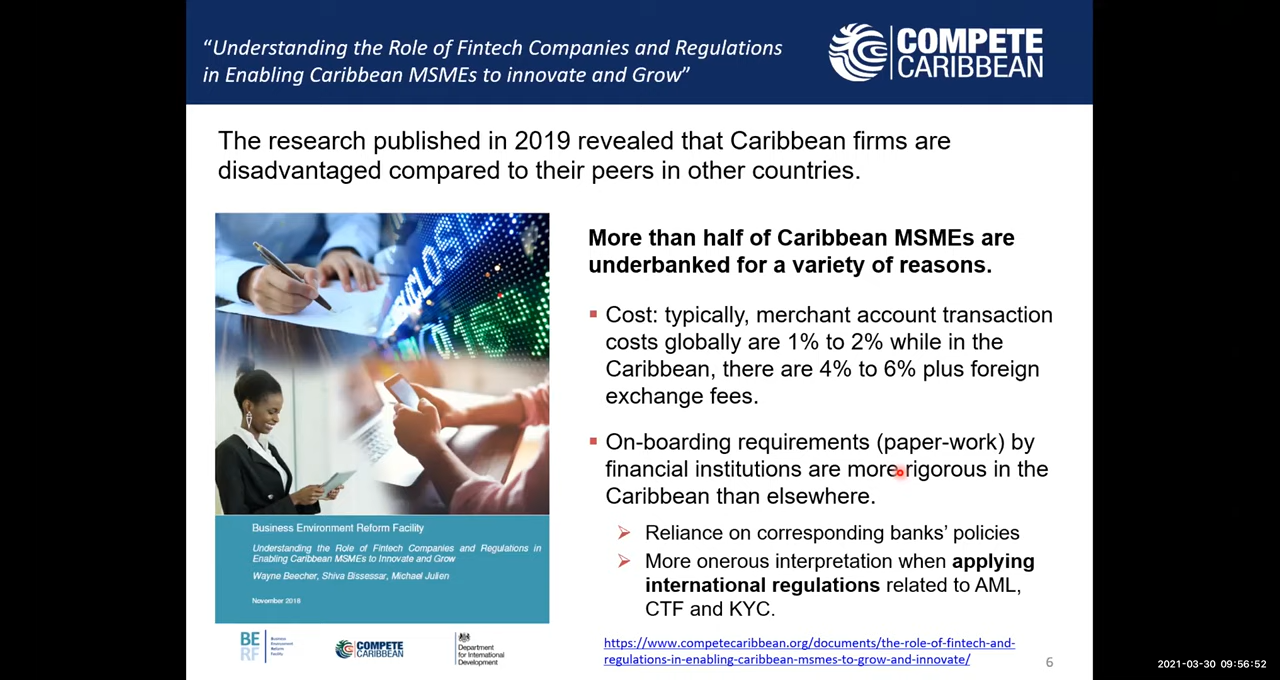 “Understanding the Role of Fintech Companies and Regulations
in Enabling Caribbean MSMEs to innovate and Grow”
COMPETE
CARIBBEAN
The research published in 2019 revealed that Caribbean firms are
disadvantaged compared to their peers in other countries.
More than half of Caribbean MSMEs are
underbanked for a variety of reasons.
▪ Cost: typically, merchant account transaction
costs globally are 1% to 2% while in the
Caribbean, there are 4% to 6% plus foreign
exchange fees.
▪ On-boarding requirements (paper-work) by
financial institutions are more rigorous in the
Caribbean than elsewhere.
➢ Reliance on corresponding banks’ policies
➢ More onerous interpretation when applying
international regulations related to AML,
CTF and KYC.
https://www.competecaribbean.org/documents/the-role-of-fintech-and-
regulations-in-enabling-caribbean-msmes-to-grow-and-innovate/
6
Business Environment Reform Facility
Understanding the Role of Fintech Companies and Regulations in
Enabling Caribbean MSMEs to Innovate and Grow
Wayne Beecher, Shiva Bissessar, Michael Julien
November 2018
BE
RF
Business
Environment
Reform
Facility
COMPETE
CARIBBEAN
Department
for International
Development
2021-03-30 09:56:52